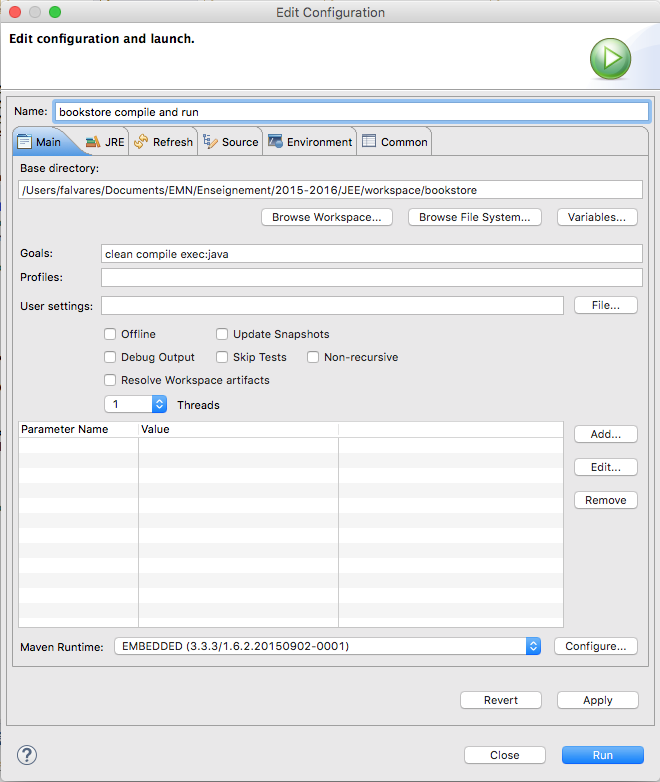 Edit Configuration
Edit configuration and launch.
Name: bookstore compile and run
Main JRE Refresh Source Environment Common
Base directory:
/Users/falvares/Documents/EMN/Enseignement/2015-2016/JEE/workspace/bookstore
Browse Workspace... Browse File System... Variables...
Goals: clean compile exec:java
Profiles:
User settings: File...
Offline Update Snapshots
Debug Output Skip Tests Non-recursive
Resolve Workspace artifacts
1 Threads
Parameter Name Value
Add...
Edit...
Remove
Maven Runtime: EMBEDDED (3.3.3/1.6.2.20150902-0001) Configure...
Revert Apply
? Close Run